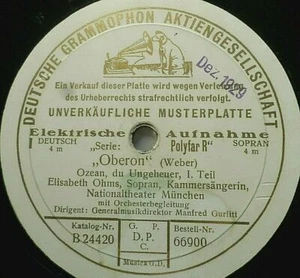 DEUTSCHE GRAMMOPHON AKTIENGESELLSCHAFT
Dez. 1929
Ein Verkauf dieser Platte wird wegen Verletz
des Urheberrechts strafrechtlich verfolgt.
UNVERKÄUFLICHE MUSTERPLATTE
Elektrische Aufnahme
DEUTSCH „Serie: Polyfar R" SOPRAN
4 m 4 m
„Oberon" (Weber)
Ozean, du Ungeheuer, I. Teil
Elisabeth Ohms, Sopran, Kammersängerin,
Nationaltheater München
mit Orchesterbegleitung
Dirigent: Generalmusikdirektor Manfred Gurlitt
Katalog-Nr. G. P. Bestell-Nr.
B 24420 D.P. 66900
C.
Muster G.D.